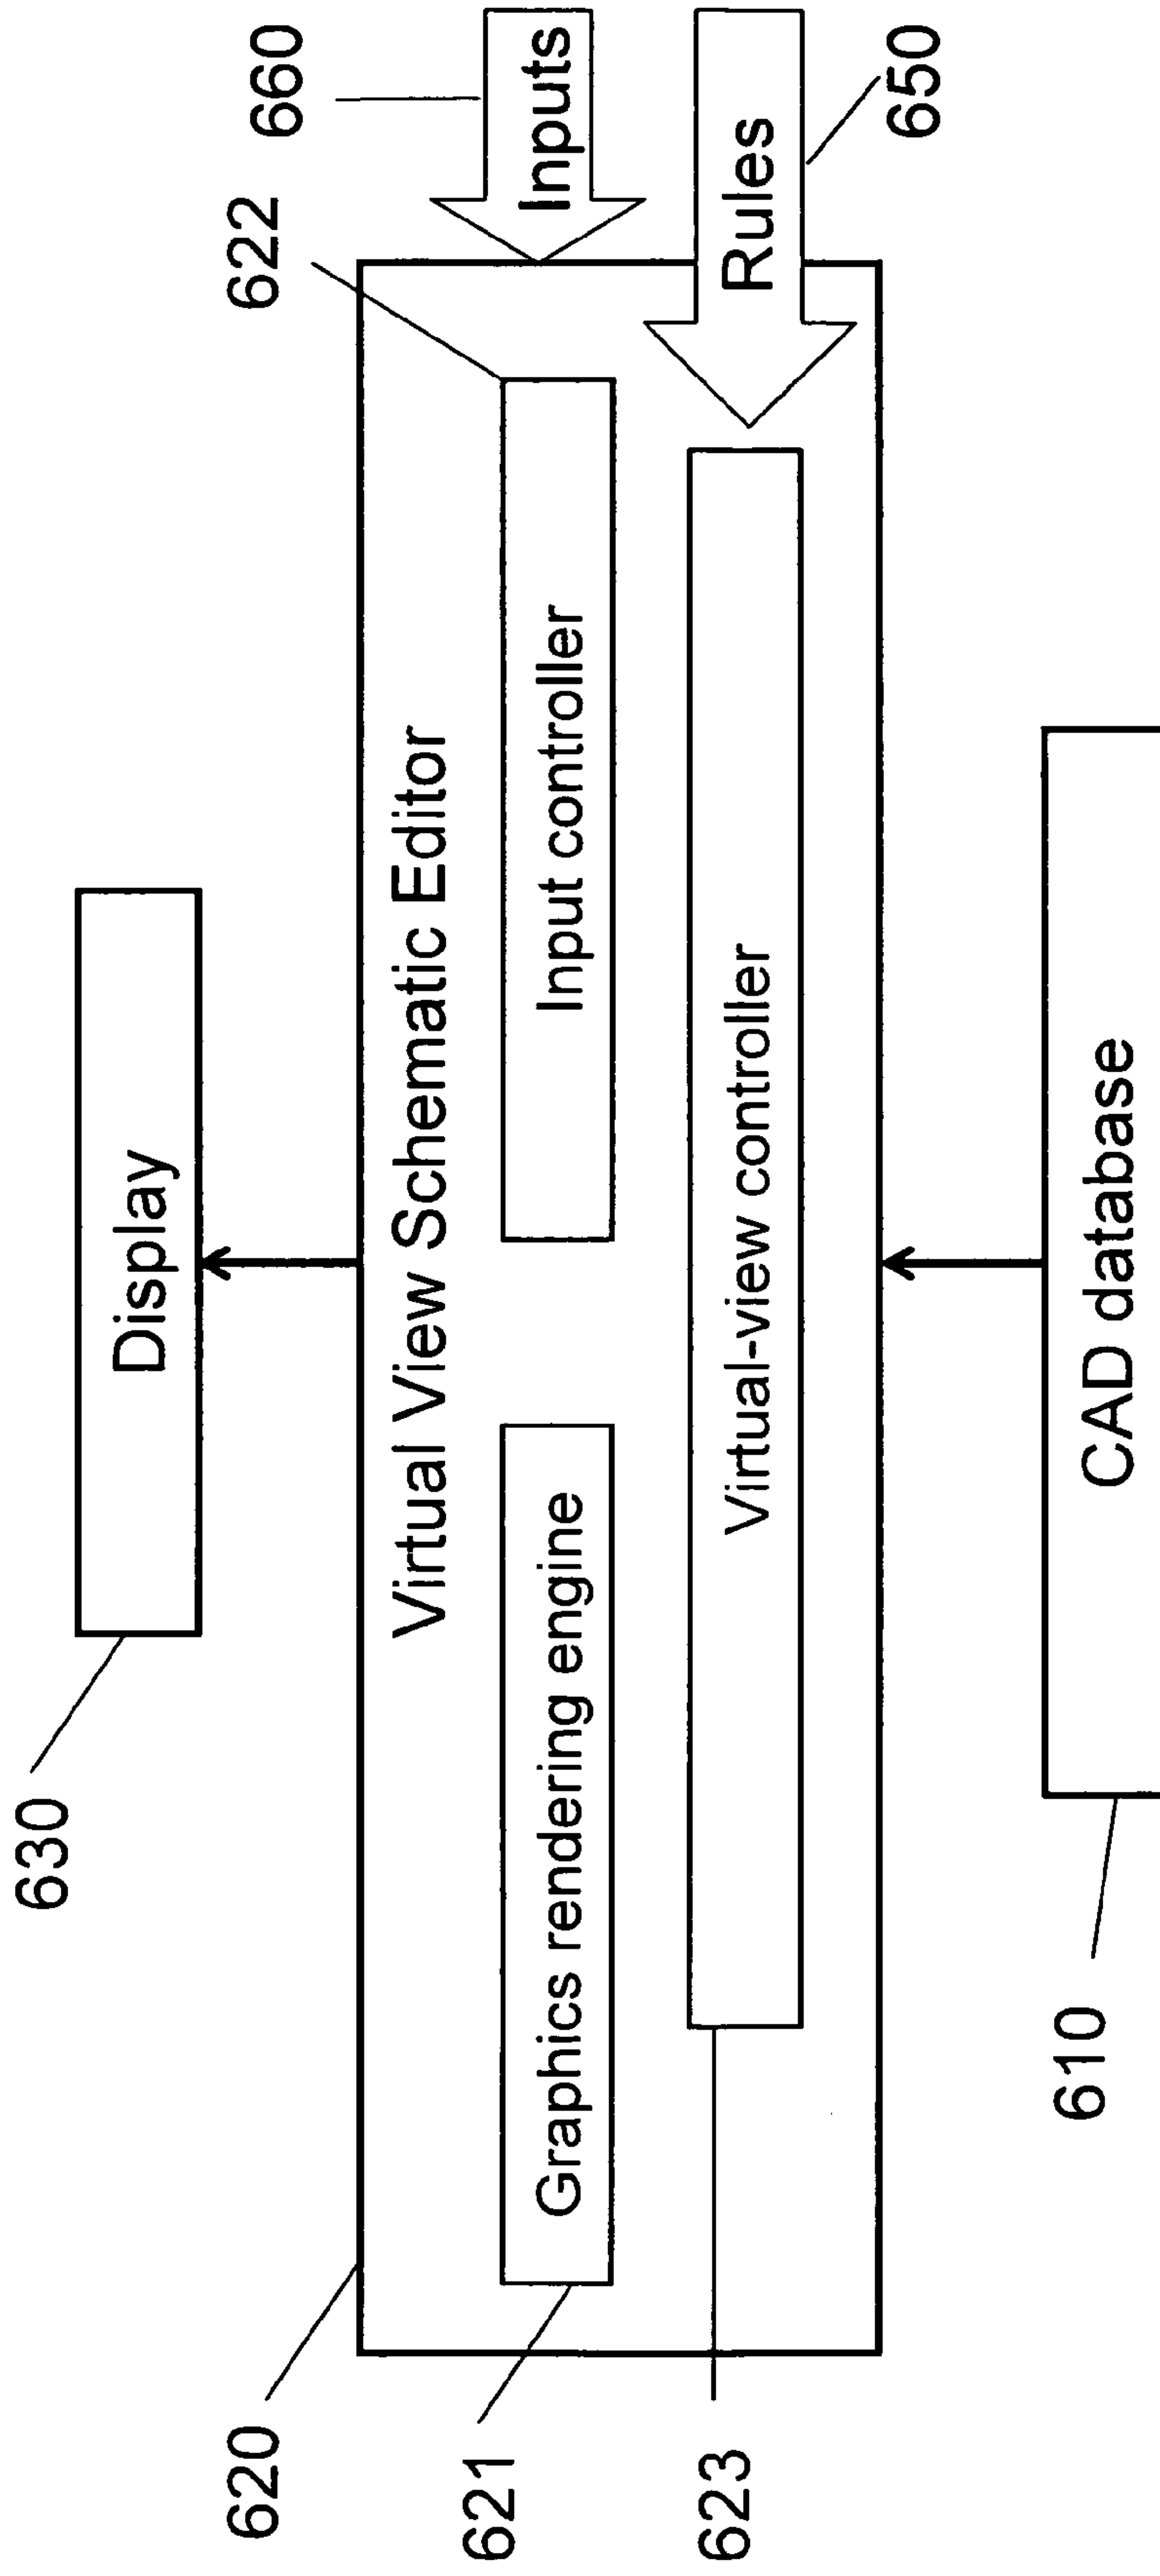 630
Display
660
620
622
Virtual View Schematic Editor
Inputs
621
Graphics rendering engine
Input controller
623
Virtual-view controller
Rules
650
610
CAD database